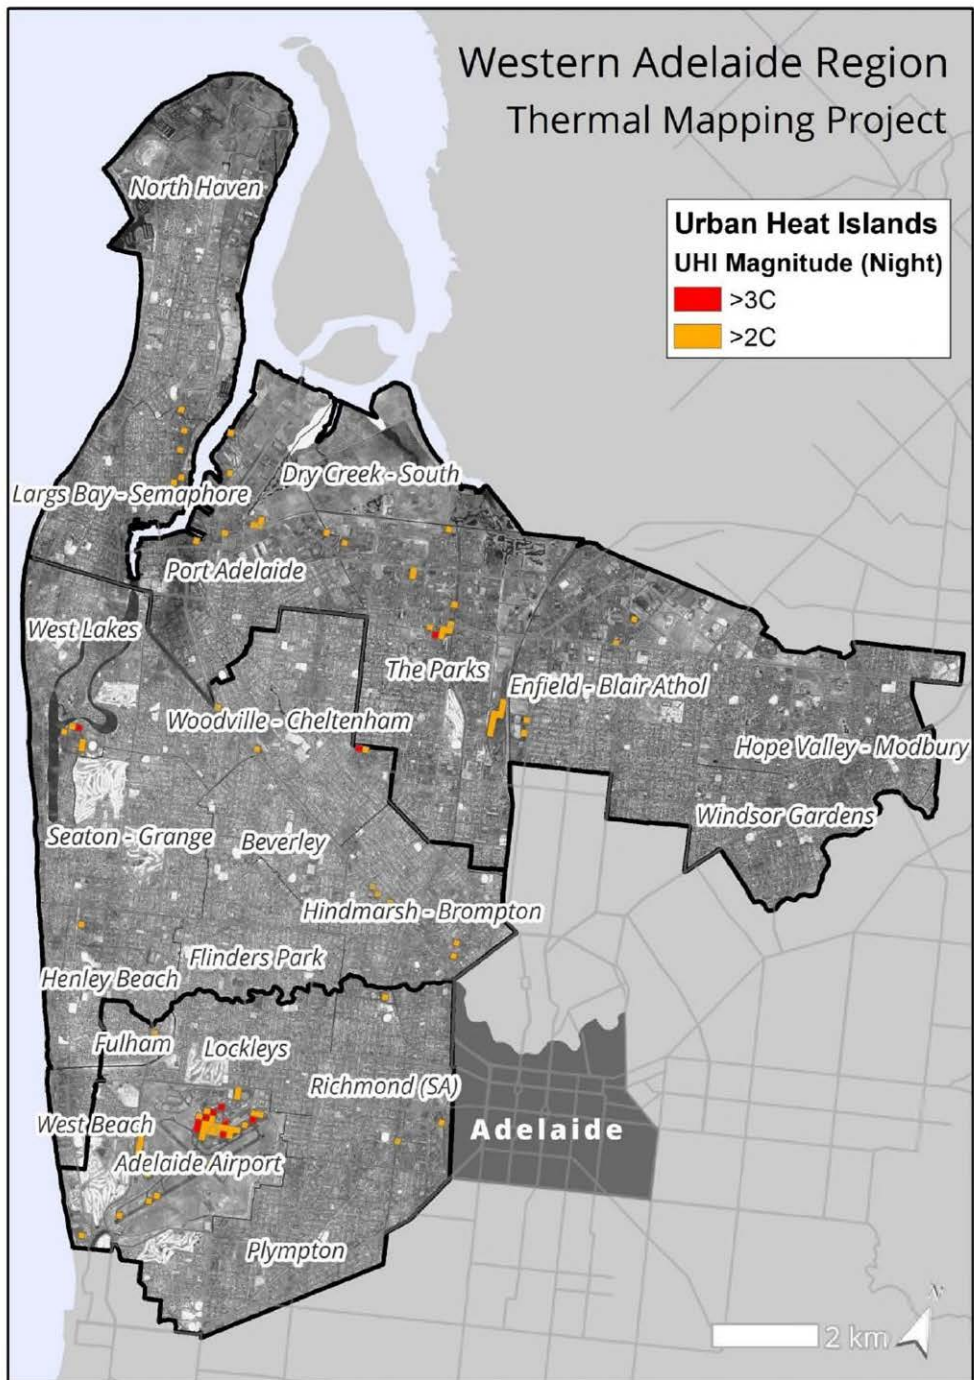 Western Adelaide Region
Thermal Mapping Project
North Haven
Urban Heat Islands
UHI Magnitude (Night)
>3C
>2C
Dry Creek - South
Largs Bay - Semaphore
Port Adelaide
West Lakes
The Parks
Enfield - Blair Athol
Woodville - Cheltenham
Hope Valley - Modbury
Windsor Gardens
Seaton - Grange
Beverley
Hindmarsh - Brompton
Flinders Park
Henley Beach
Fulham
Lockleys
Richmond (SA)
West Beach
Adelaide
Adelaide Airport
Plympton
N
2 km